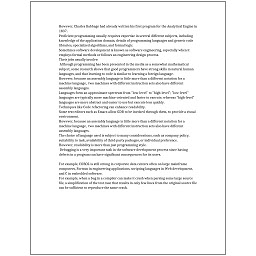 However, Charles Babbage had already written his first program for the Analytical Engine in
1837.
Proficient programming usually requires expertise in several different subjects, including
knowledge of the application domain, details of programming languages and generic code
libraries, specialized algorithms, and formal logic.
Sometimes software development is known as software engineering, especially when it
employs formal methods or follows an engineering design process.
Their jobs usually involve:
Although programming has been presented in the media as a somewhat mathematical
subject, some research shows that good programmers have strong skills in natural human
languages, and that learning to code is similar to learning a foreign language.
However, because an assembly language is little more than a different notation for a
machine language, two machines with different instruction sets also have different
assembly languages.
Languages form an approximate spectrum from "low-level" to "high-level"; "low-level"
languages are typically more machine-oriented and faster to execute, whereas "high-level"
languages are more abstract and easier to use but execute less quickly.
Techniques like Code refactoring can enhance readability.
Some text editors such as Emacs allow GDB to be invoked through them, to provide a visual
environment.
However, because an assembly language is little more than a different notation for a
machine language, two machines with different instruction sets also have different
assembly languages.
The choice of language used is subject to many considerations, such as company policy,
suitability to task, availability of third-party packages, or individual preference.
However, readability is more than just programming style.
Debugging is a very important task in the software development process since having
defects in a program can have significant consequences for its users.
For example, COBOL is still strong in corporate data centers often on large mainframe
computers, Fortran in engineering applications, scripting languages in Web development,
and C in embedded software.
For example, when a bug in a compiler can make it crash when parsing some large source
file, a simplification of the test case that results in only few lines from the original source file
can be sufficient to reproduce the same crash.